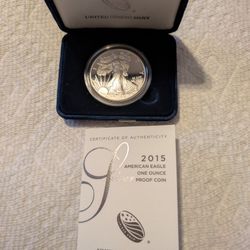 UNITED STATES MINT
CERTIFICATE OF AUTHENTICITY
2015
AMERICAN EAGLE
ONE OUNCE
PROOF COIN